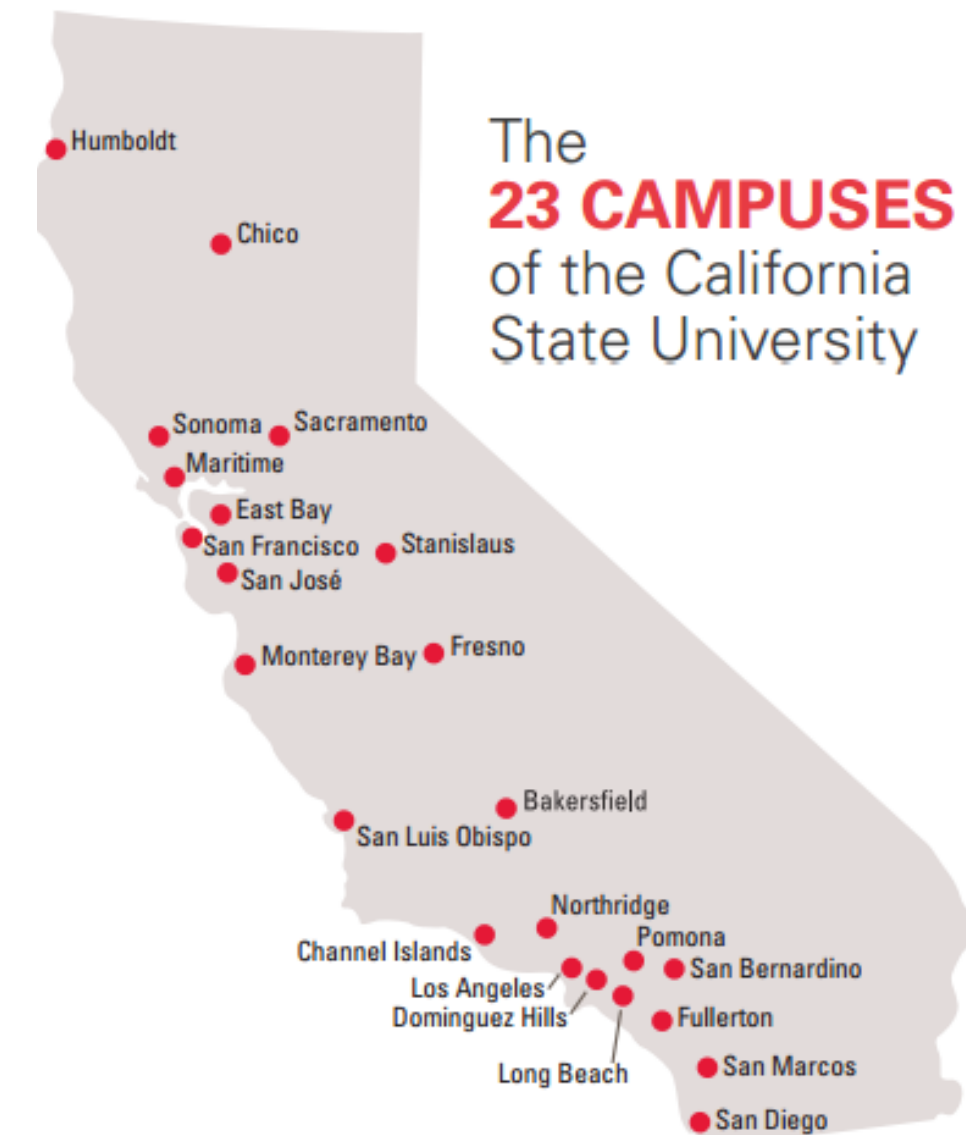 The
23 CAMPUSES
of the California
State University
Humboldt
Chico
Sonoma
Sacramento
Maritime
East Bay
San Francisco
Stanislaus
San José
Monterey Bay
Fresno
Bakersfield
San Luis Obispo
Northridge
Pomona
Channel Islands
San Bernardino
Los Angeles
Dominguez Hills
Fullerton
Long Beach
San Marcos
San Diego